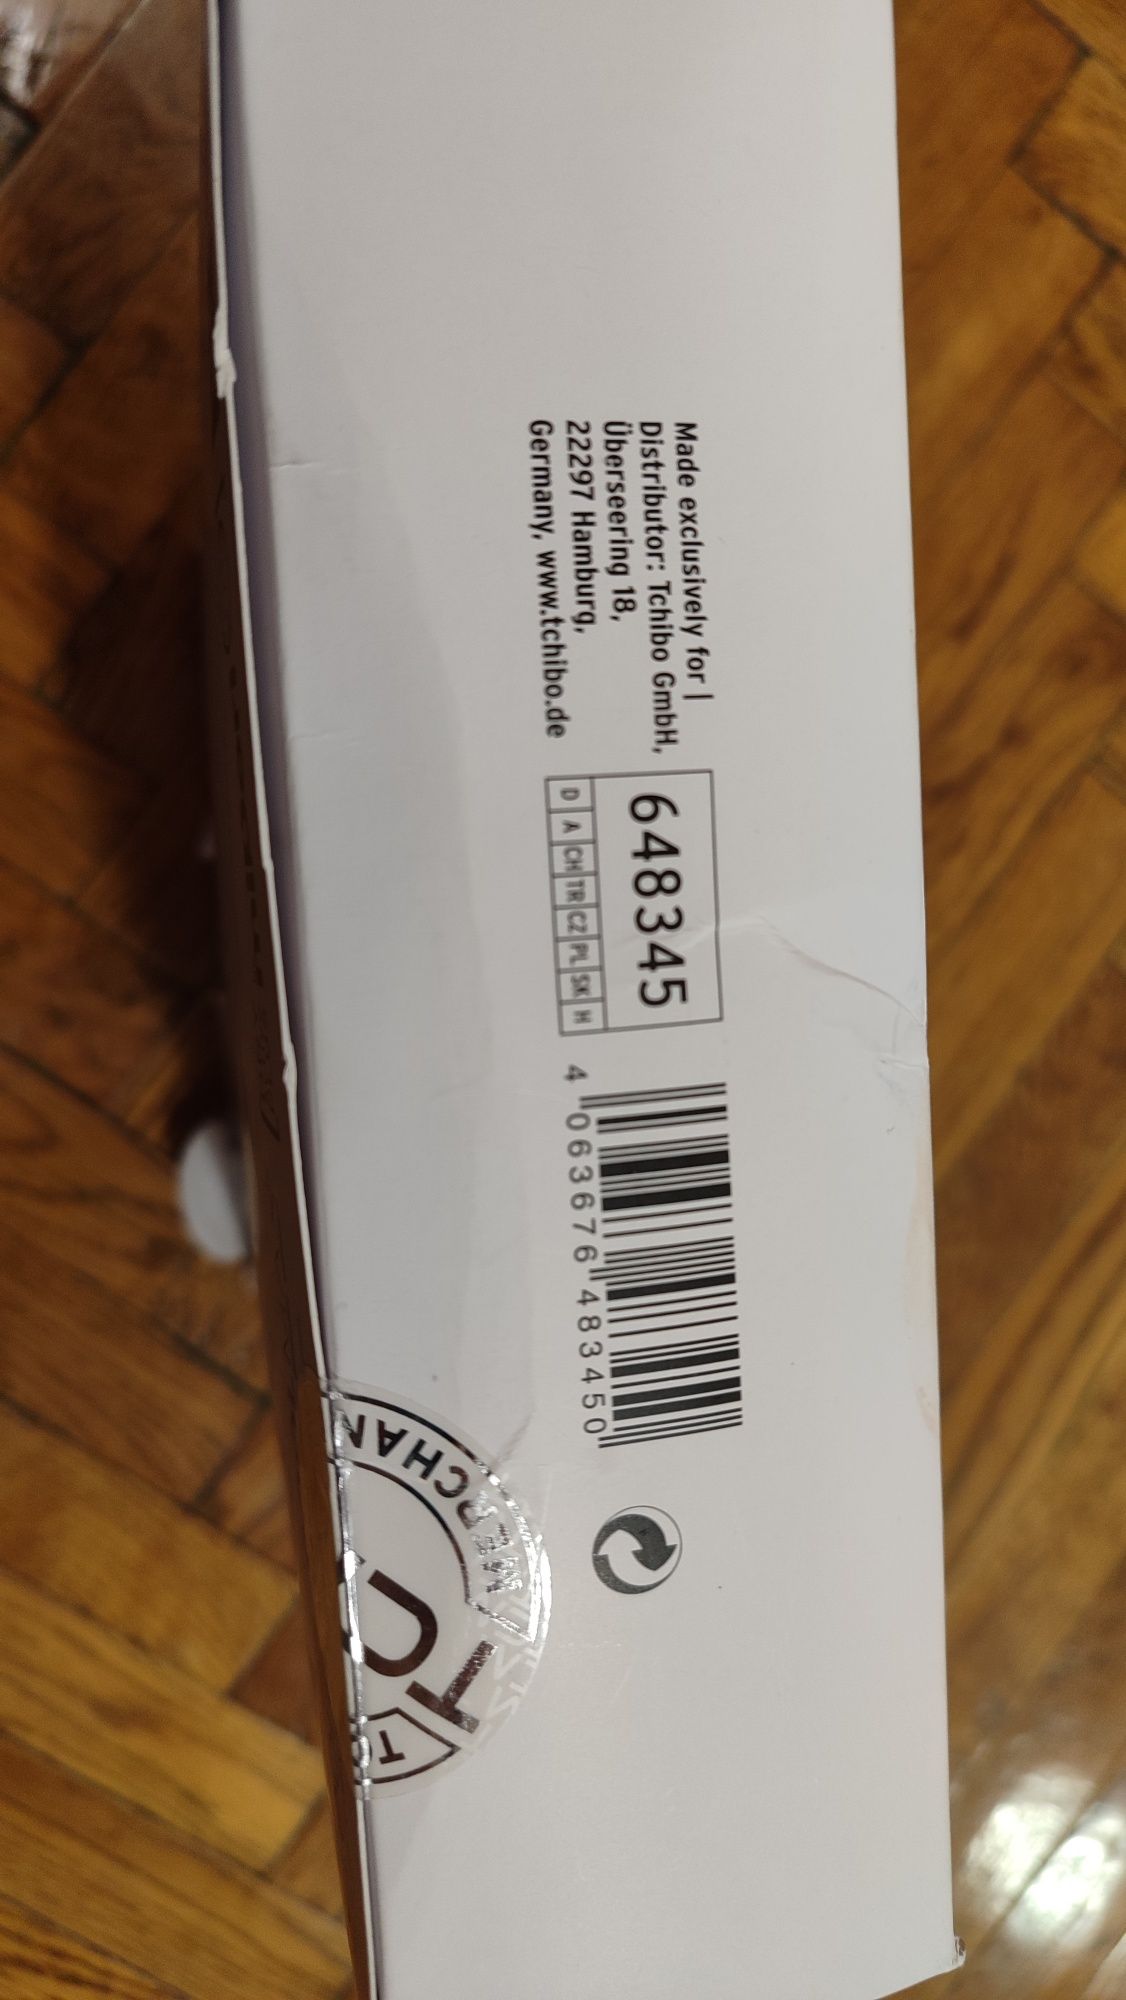 Made exclusively for |
Distributor: Tchibo GmbH,
Überseering 18,
22297 Hamburg,
Germany, www.tchibo.de
648345
D A CH TR CZ PL SK H
4 063676 483450
MERCHAN
T